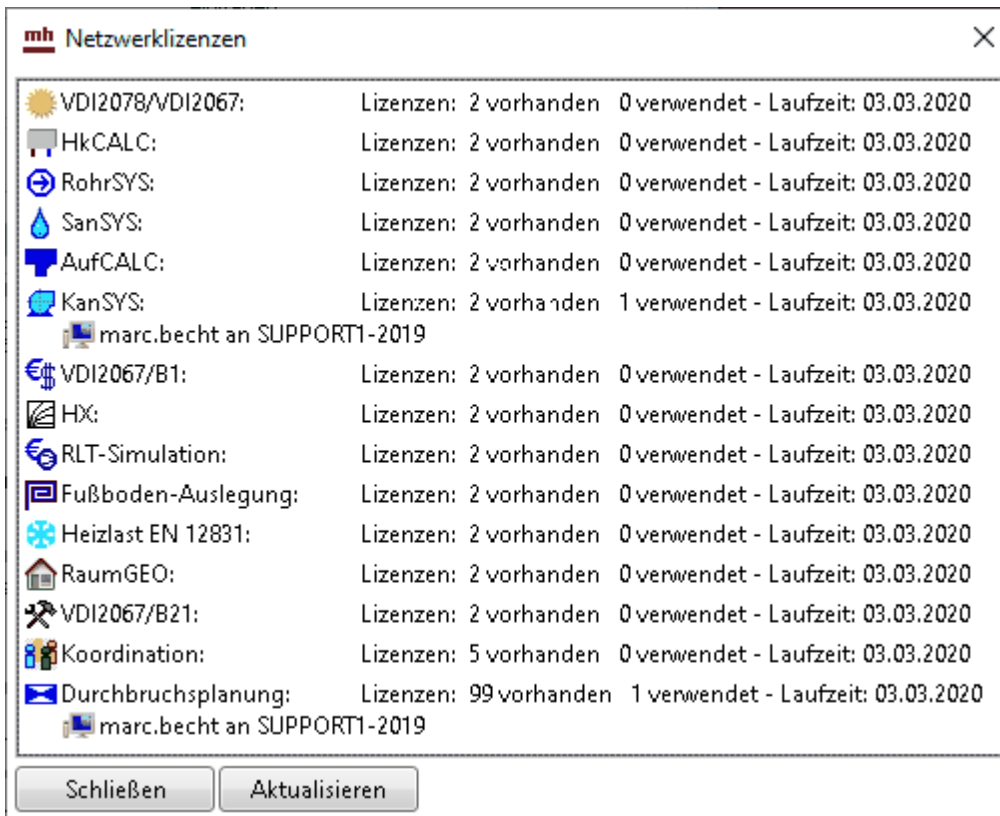 mh Netzwerklizenzen
VDI2078/VDI2067: Lizenzen: 2 vorhanden 0 verwendet - Laufzeit: 03.03.2020
HkCALC: Lizenzen: 2 vorhanden 0 verwendet - Laufzeit: 03.03.2020
RohrSYS: Lizenzen: 2 vorhanden 0 verwendet - Laufzeit: 03.03.2020
SanSYS: Lizenzen: 2 vorhanden 0 verwendet - Laufzeit: 03.03.2020
AufCALC: Lizenzen: 2 vorhanden 0 verwendet - Laufzeit: 03.03.2020
KanSYS: Lizenzen: 2 vorhanden 1 verwendet - Laufzeit: 03.03.2020
marc.becht an SUPPORT1-2019
VDI2067/B1: Lizenzen: 2 vorhanden 0 verwendet - Laufzeit: 03.03.2020
HX: Lizenzen: 2 vorhanden 0 verwendet - Laufzeit: 03.03.2020
RLT-Simulation: Lizenzen: 2 vorhanden 0 verwendet - Laufzeit: 03.03.2020
Fußboden-Auslegung: Lizenzen: 2 vorhanden 0 verwendet - Laufzeit: 03.03.2020
Heizlast EN 12831: Lizenzen: 2 vorhanden 0 verwendet - Laufzeit: 03.03.2020
RaumGEO: Lizenzen: 2 vorhanden 0 verwendet - Laufzeit: 03.03.2020
VDI2067/B21: Lizenzen: 2 vorhanden 0 verwendet - Laufzeit: 03.03.2020
Koordination: Lizenzen: 5 vorhanden 0 verwendet - Laufzeit: 03.03.2020
Durchbruchsplanung: Lizenzen: 99 vorhanden 1 verwendet - Laufzeit: 03.03.2020
marc.becht an SUPPORT1-2019
Schließen Aktualisieren